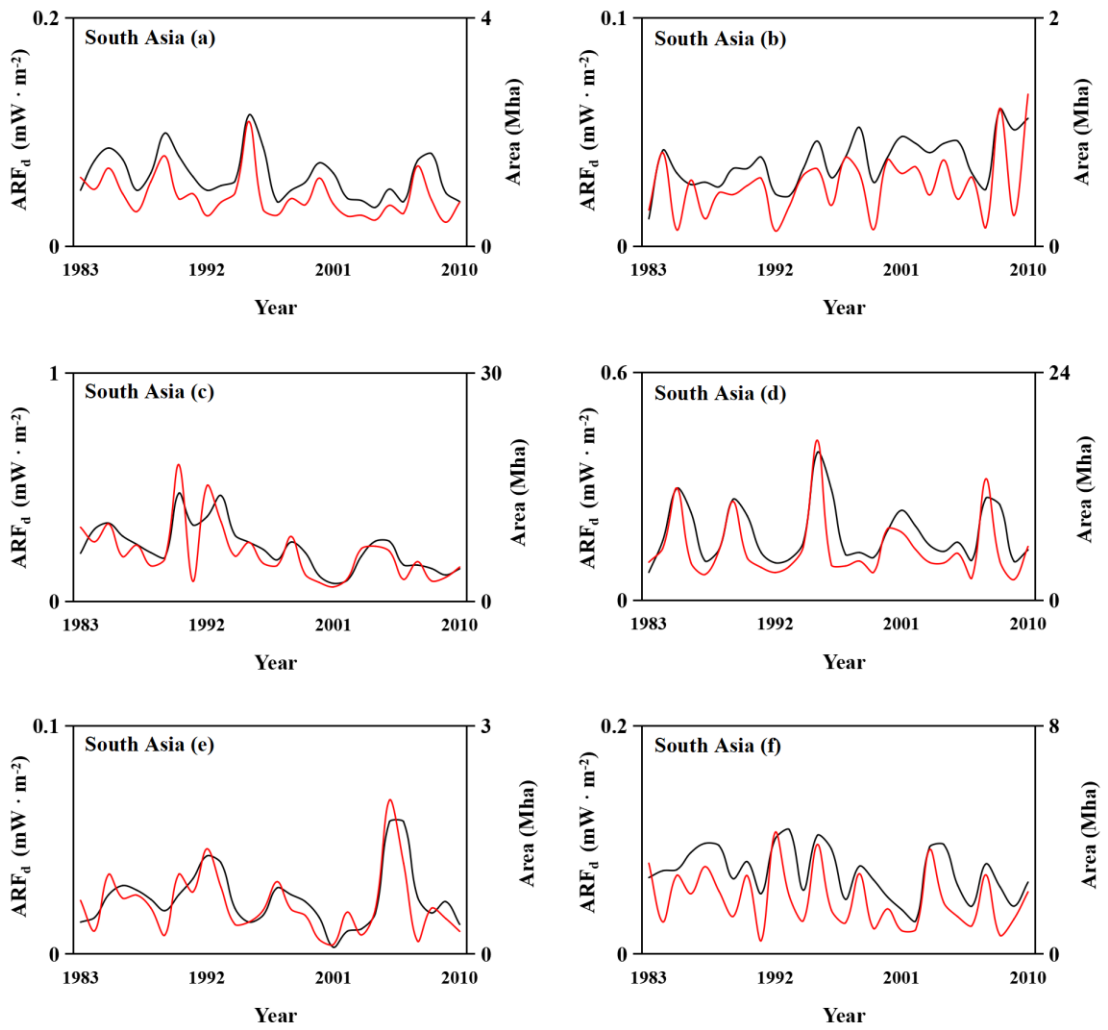 0.2
South Asia (a)
4
ARFd (mW · m-2)
Area (Mha)
0
0
1983
1992
2001
2010
Year
0.1
South Asia (b)
2
ARFd (mW · m-2)
Area (Mha)
0
0
1983
1992
2001
2010
Year
1
South Asia (c)
30
ARFd (mW · m-2)
Area (Mha)
0
0
1983
1992
2001
2010
Year
0.6
South Asia (d)
24
ARFd (mW · m-2)
Area (Mha)
0
0
1983
1992
2001
2010
Year
0.1
South Asia (e)
3
ARFd (mW · m-2)
Area (Mha)
0
0
1983
1992
2001
2010
Year
0.2
South Asia (f)
8
ARFd (mW · m-2)
Area (Mha)
0
0
1983
1992
2001
2010
Year